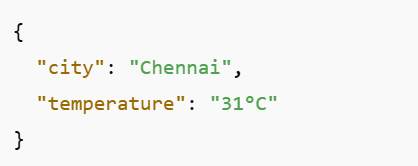 {
  "city": "Chennai",
  "temperature": "31°C"
}